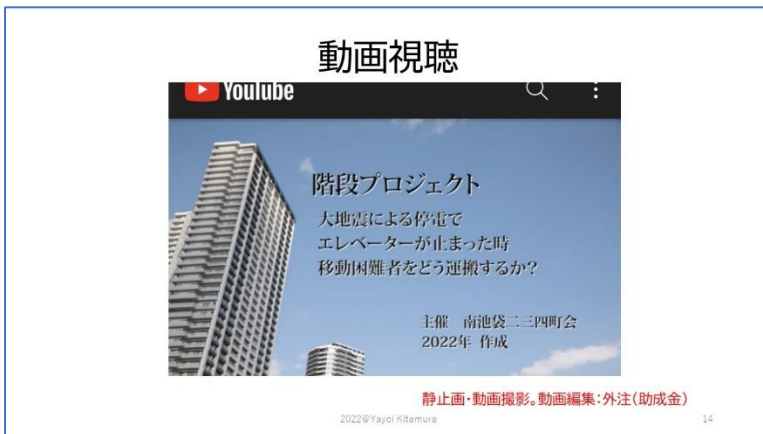 動画視聴
YouTube
階段プロジェクト
大地震による停電で
エレベーターが止まった時
移動困難者をどう運搬するか?
主催 南池袋二三四町会
2022年 作成
静止画・動画撮影。動画編集:外注(助成金)
2022@Yayoi Kitamura
14